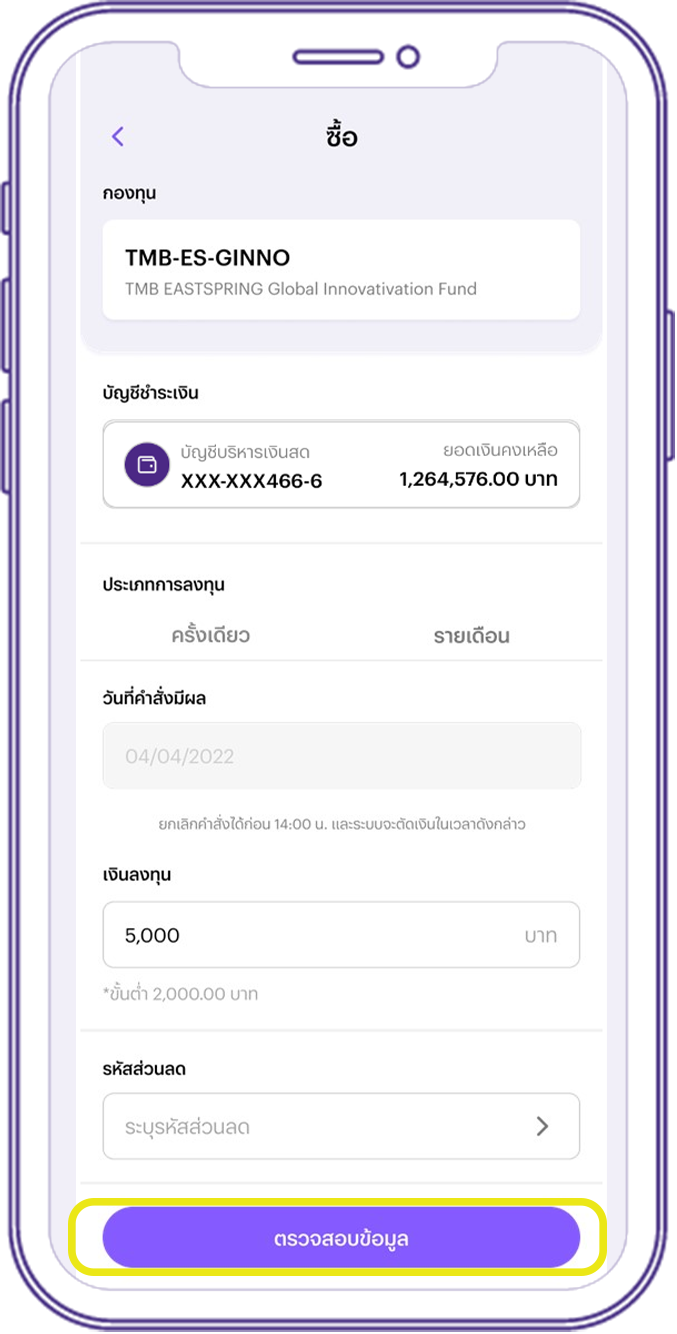 ซื้อ
กองทุน
TMB-ES-GINNO
TMB EASTSPRING Global Innovativation Fund
บัญชีชำระเงิน
บัญชีบริหารเงินสด
XXX-XXX466-6
ยอดเงินคงเหลือ
1,264,576.00 บาท
ประเภทการลงทุน
ครั้งเดียว
รายเดือน
วันที่คำสั่งมีผล
04/04/2022
ยกเลิกคำสั่งได้ก่อน 14:00 น. และระบบจะตัดเงินในเวลาดังกล่าว
เงินลงทุน
5,000
บาท
*ขั้นต่ำ 2,000.00 บาท
รหัสส่วนลด
ระบุรหัสส่วนลด
ตรวจสอบข้อมูล